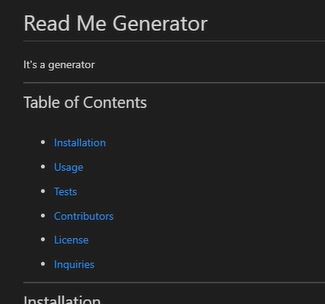 Read Me Generator
It's a generator
Table of Contents
Installation
Usage
Tests
Contributors
License
Inquiries
Installation